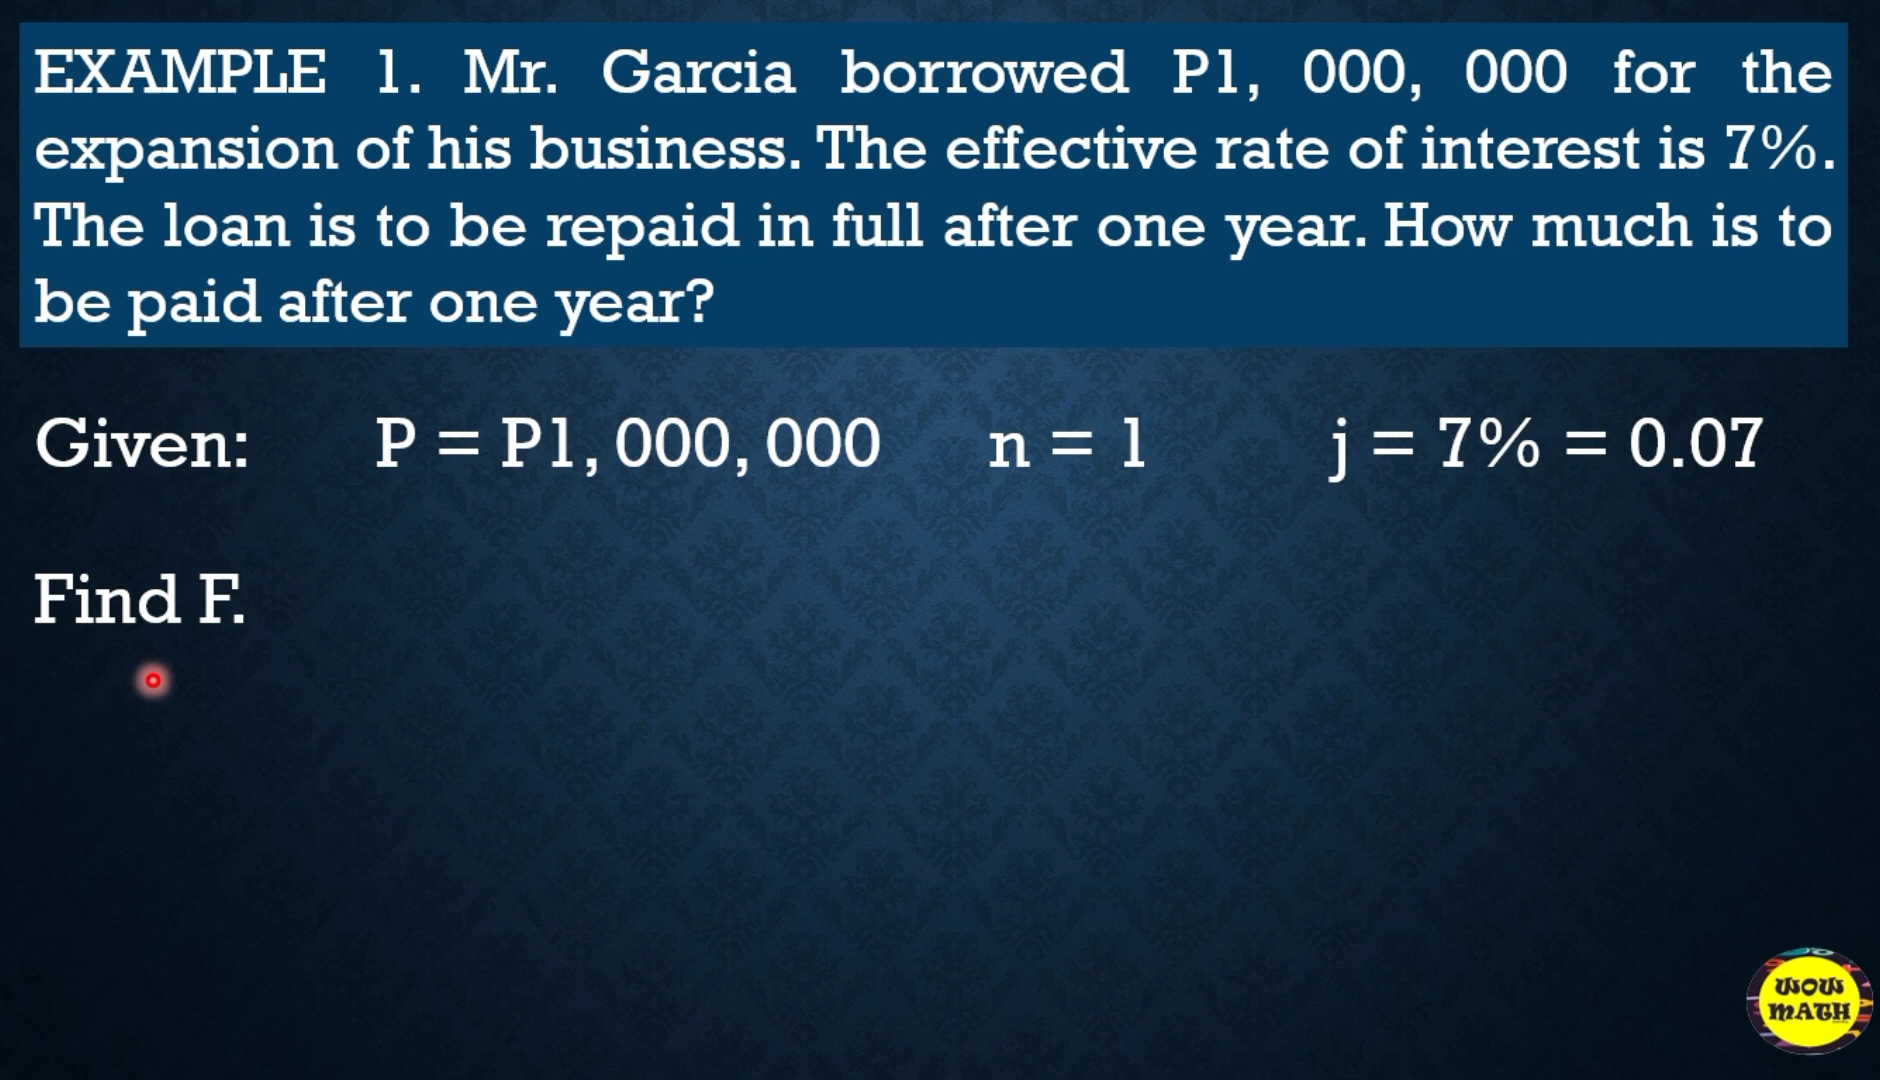 EXAMPLE 1. Mr. Garcia borrowed P1, 000, 000 for the
expansion of his business. The effective rate of interest is 7%.
The loan is to be repaid in full after one year. How much is to
be paid after one year?
Given: P = P1, 000, 000 n = 1 j = 7% = 0.07
Find F.
WOW
MATH